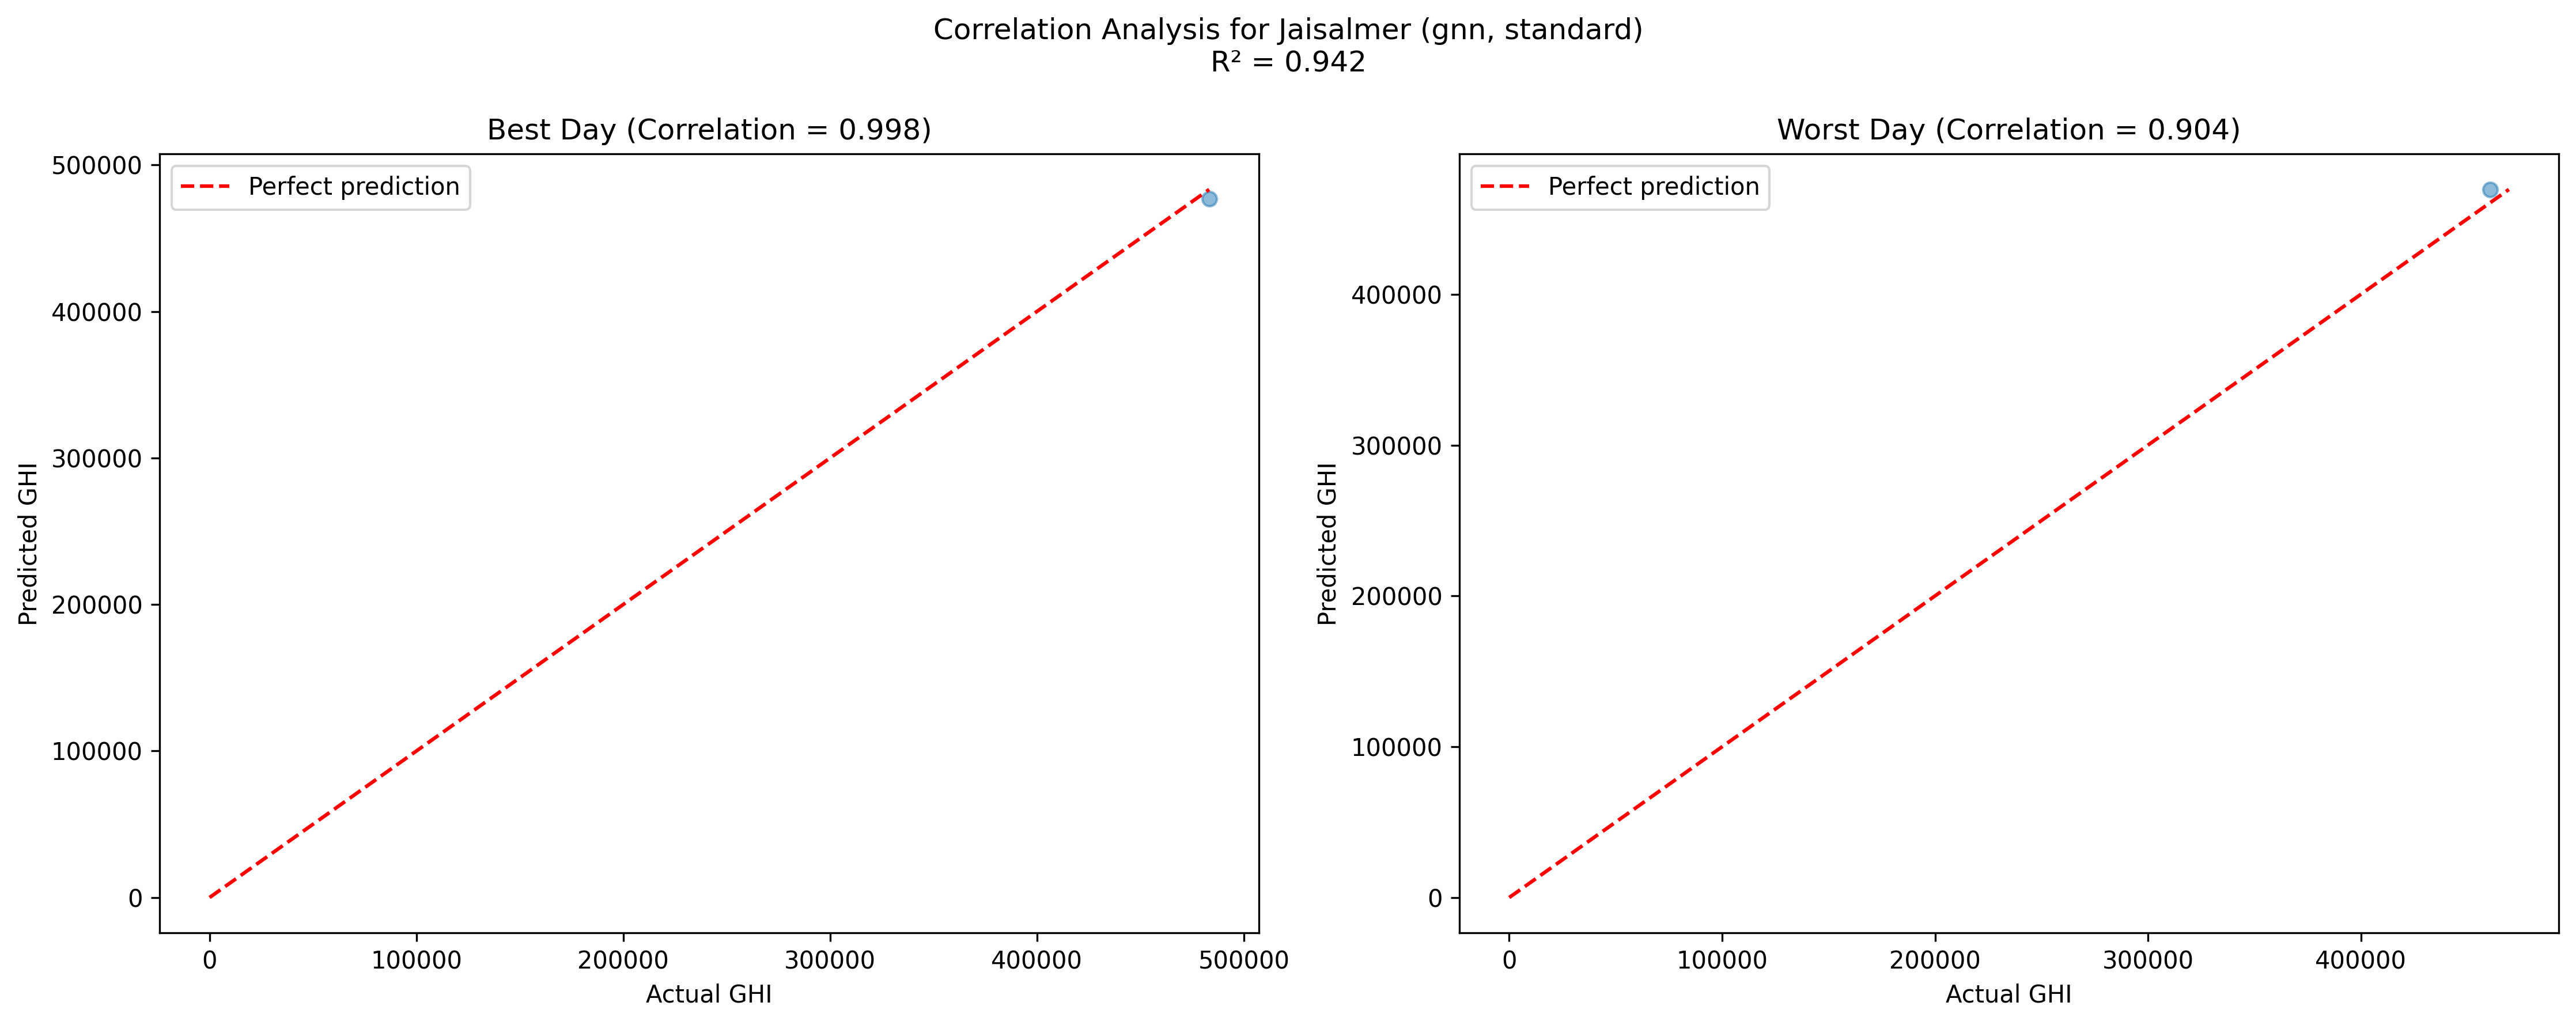 Correlation Analysis for Jaisalmer (gnn, standard)
R² = 0.942
Best Day (Correlation = 0.998)
Perfect prediction
500000
400000
300000
200000
100000
0
Predicted GHI
0 100000 200000 300000 400000 500000
Actual GHI
Worst Day (Correlation = 0.904)
Perfect prediction
400000
300000
200000
100000
0
Predicted GHI
0 100000 200000 300000 400000
Actual GHI